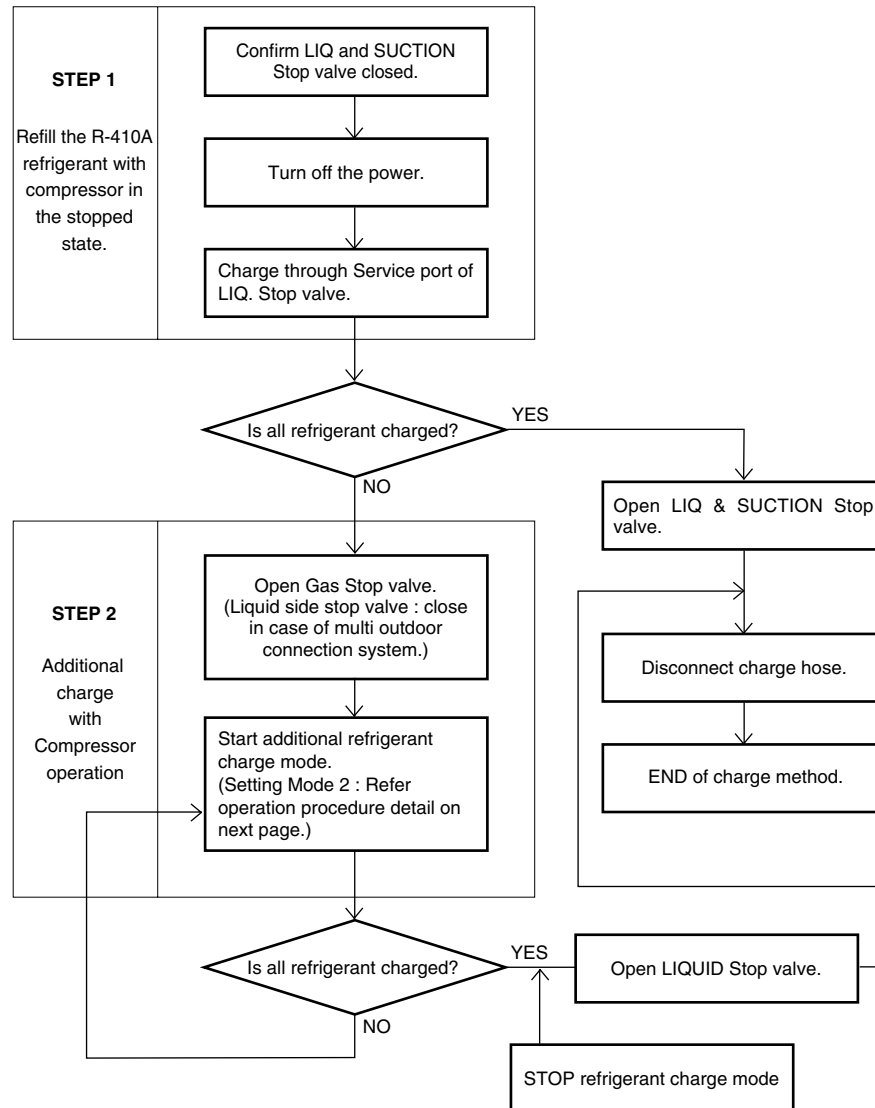 STEP 1
Refill the R-410A
refrigerant with
compressor in
the stopped
state.
Confirm LIQ and SUCTION
Stop valve closed.
Turn off the power.
Charge through Service port of
LIQ. Stop valve.
Is all refrigerant charged?
YES
NO
Open LIQ & SUCTION Stop
valve.
STEP 2
Additional
charge
with
Compressor
operation
Open Gas Stop valve.
(Liquid side stop valve : close
in case of multi outdoor
connection system.)
Start additional refrigerant
charge mode.
(Setting Mode 2 : Refer
operation procedure detail on
next page.)
Disconnect charge hose.
END of charge method.
Is all refrigerant charged?
YES
NO
Open LIQUID Stop valve.
STOP refrigerant charge mode